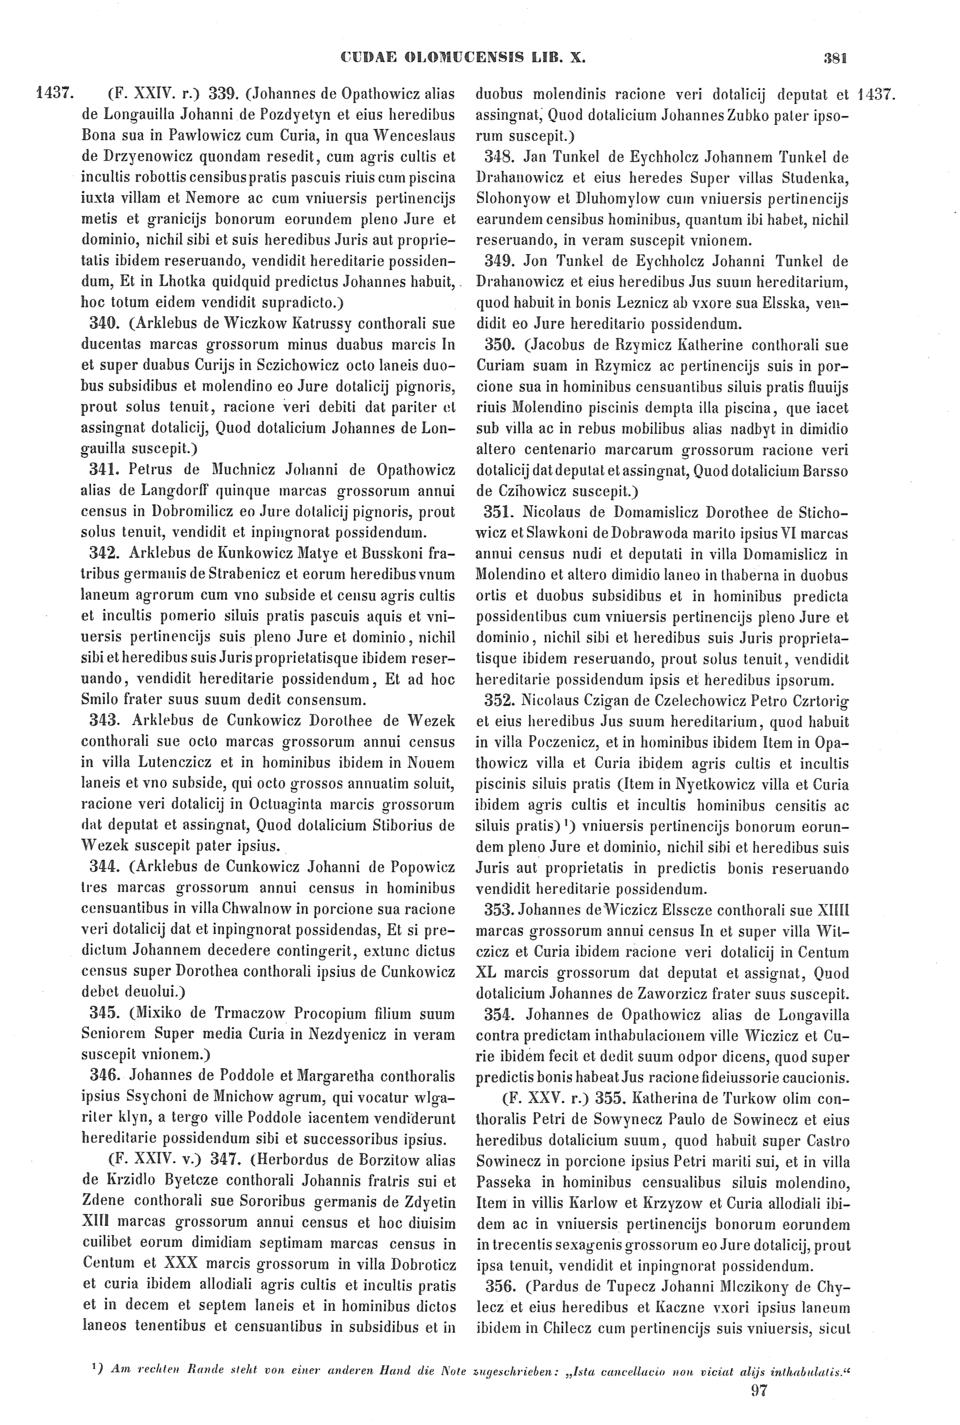 CUDAE OLOMUCENSIS LIB. X.
381
1437.
(F. XXIV. r.) 339. (Johannes de Opathowicz alias
de Longauilla Johanni de Pozdyetyn et eius heredibus
Bona sua in Pawlowicz cum Curia, in qua Wenceslaus
de Drzyenowicz quondam resedit, cum agris cultis et
incultis robottis censibus pratis pascuis riuis cum piscina
iuxta villam et Nemore ac cum vniuersis pertinencijs
metis et granicijs bonorum eorundem pleno Jure et
dominio, nichil sibi et suis heredibus Juris aut proprie-
tatis ibidem reseruando, vendidit hereditarie possiden-
dum, Et in Lhotka quidquid predictus Johannes habuit,
hoc totum eidem vendidit supradicto.)
340. (Arklebus de Wiczkow Katrussy conthorali sue
ducentas marcas grossorum minus duabus marcis In
et super duabus Curijs in Sczichowicz octo laneis duo-
bus subsidibus et molendino eo Jure dotalicij pignoris,
prout solus tenuit, racione veri debiti dat pariter et
assingnat dotalicij, Quod dotalicium Johannes de Lon-
gauilla suscepit.)
341. Petrus de Muchnicz Johanni de Opathowicz
alias de Langdorff quinque marcas grossorum annui
census in Dobromilicz eo Jure dotalicij pignoris, prout
solus tenuit, vendidit et inpingnorat possidendum.
342. Arklebus de Kunkowicz Matye et Busskoni fra-
tribus germanis de Strabenicz et eorum heredibus vnum
laneum agrorum cum vno subside et censu agris cultis
et incultis pomerio siluis pratis pascuis aquis et vni-
uersis pertinencijs suis pleno Jure et dominio, nichil
sibi et heredibus suis Juris proprietatisque ibidem reser-
uando, vendidit hereditarie possidendum, Et ad hoc
Smilo frater suus suum dedit consensum.
343. Arklebus de Cunkowicz Dorothee de Wezek
conthorali sue octo marcas grossorum annui census
in villa Lutenczicz et in hominibus ibidem in Nouem
laneis et vno subside, qui octo grossos annuatim soluit,
racione veri dotalicij in Octuaginta marcis grossorum
dat deputat et assingnat, Quod dotalicium Stiborius de
Wezek suscepit pater ipsius.
344. (Arklebus de Cunkowicz Johanni de Popowicz
tres marcas grossorum annui census in hominibus
censuantibus in villa Chwalnow in porcione sua racione
veri dotalicij dat et inpingnorat possidendas, Et si pre-
dictum Johannem decedere contingerit, extunc dictus
census super Dorothea conthorali ipsius de Cunkowicz
debet deuolui.)
345. (Mixiko de Trmaczow Procopium filium suum
Seniorem Super media Curia in Nezdyenicz in veram
suscepit vnionem.)
346. Johannes de Poddole et Margaretha conthoralis
ipsius Ssychoni de Mnichow agrum, qui vocatur wlga-
riter klyn, a tergo ville Poddole iacentem vendiderunt
hereditarie possidendum sibi et successoribus ipsius.
(F. XXIV. v.) 347. (Herbordus de Borzitow alias
de Krzidlo Byetcze conthorali Johannis fratris sui et
Zdene conthorali sue Sororibus germanis de Zdyetin
XIII marcas grossorum annui census et hoc diuisim
cuilibet eorum dimidiam septimam marcas census in
Centum et XXX marcis grossorum in villa Dobroticz
et curia ibidem allodiali agris cultis et incultis pratis
et in decem et septem laneis et in hominibus dictos
laneos tenentibus et censuantibus in subsidibus et in
duobus molendinis racione veri dotalicij deputat et 1437.
assingnat, Quod dotalicium Johannes Zubko pater ipso-
rum suscepit.)
348. Jan Tunkel de Eychholcz Johannem Tunkel de
Drahanowicz et eius heredes Super villas Studenka,
Slohonyow et Dluhomylow cum vniuersis pertinencijs
earundem censibus hominibus, quantum ibi habet, nichil
reseruando, in veram suscepit vnionem.
349. Jon Tunkel de Eychholcz Johanni Tunkel de
Drahanowicz et eius heredibus Jus suum hereditarium,
quod habuit in bonis Leznicz ab vxore sua Elsska, ven-
didit eo Jure hereditario possidendum.
350. (Jacobus de Rzymicz Katherine conthorali sue
Curiam suam in Rzymicz ac pertinencijs suis in por-
cione sua in hominibus censuantibus siluis pratis fluuijs
riuis Molendino piscinis dempta illa piscina, que iacet
sub villa ac in rebus mobilibus alias nadbyt in dimidio
altero centenario marcarum grossorum racione veri
dotalicij dat deputat et assingnat, Quod dotalicium Barsso
de Czihowicz suscepit.)
351. Nicolaus de Domamislicz Dorothee de Sticho-
wicz et Slawkoni de Dobrawoda marito ipsius VI marcas
annui census nudi et deputati in villa Domamislicz in
Molendino et altero dimidio laneo in thaberna in duobus
ortis et duobus subsidibus et in hominibus predicta
possidentibus cum vniuersis pertinencijs pleno Jure et
dominio, nichil sibi et heredibus suis Juris proprieta-
tisque ibidem reseruando, prout solus tenuit, vendidit
hereditarie possidendum ipsis et heredibus ipsorum.
352. Nicolaus Czigan de Czelechowicz Petro Czrtorig
et eius heredibus Jus suum hereditarium, quod habuit
in villa Poczenicz, et in hominibus ibidem Item in Opa-
thowicz villa et Curia ibidem agris cultis et incultis
piscinis siluis pratis (Item in Nyetkowicz villa et Curia
ibidem agris cultis et incultis hominibus censitis ac
siluis pratis) ¹) vniuersis pertinencijs bonorum eorun-
dem pleno Jure et dominio, nichil sibi et heredibus suis
Juris aut proprietatis in predictis bonis reseruando
vendidit hereditarie possidendum.
353. Johannes de Wiczicz Elsscze conthorali sue XIIII
marcas grossorum annui census In et super villa Wit-
czicz et Curia ibidem racione veri dotalicij in Centum
XL marcis grossorum dat deputat et assignat, Quod
dotalicium Johannes de Zaworzicz frater suus suscepit.
354. Johannes de Opathowicz alias de Longavilla
contra predictam inthabulacionem ville Wiczicz et Cu-
rie ibidem fecit et dedit suum odpor dicens, quod super
predictis bonis habeat Jus racione fideiussorie caucionis.
(F. XXV. r.) 355. Katherina de Turkow olim con-
thoralis Petri de Sowynecz Paulo de Sowinecz et eius
heredibus dotalicium suum, quod habuit super Castro
Sowinecz in porcione ipsius Petri mariti sui, et in villa
Passeka in hominibus censualibus siluis molendino,
Item in villis Karlow et Krzyzow et Curia allodiali ibi-
dem ac in vniuersis pertinencijs bonorum eorundem
in trecentis sexagenis grossorum eo Jure dotalicij, prout
ipsa tenuit, vendidit et inpingnorat possidendum.
356. (Pardus de Tupecz Johanni Mlczikony de Chy-
lecz et eius heredibus et Kaczne vxori ipsius laneum
ibidem in Chilecz cum pertinencijs suis vniuersis, sicut
¹) Am rechten Rande steht von einer anderen Hand die Note zugeschrieben: „Ista cancellacio non viciat alijs inthabulatis.“
97